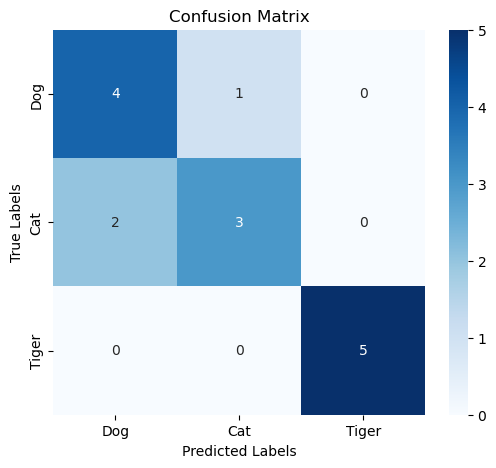 Confusion Matrix
True Labels
Dog
4 1 0
Cat
2 3 0
Tiger
0 0 5
Dog Cat Tiger
Predicted Labels
5
4
3
2
1
0